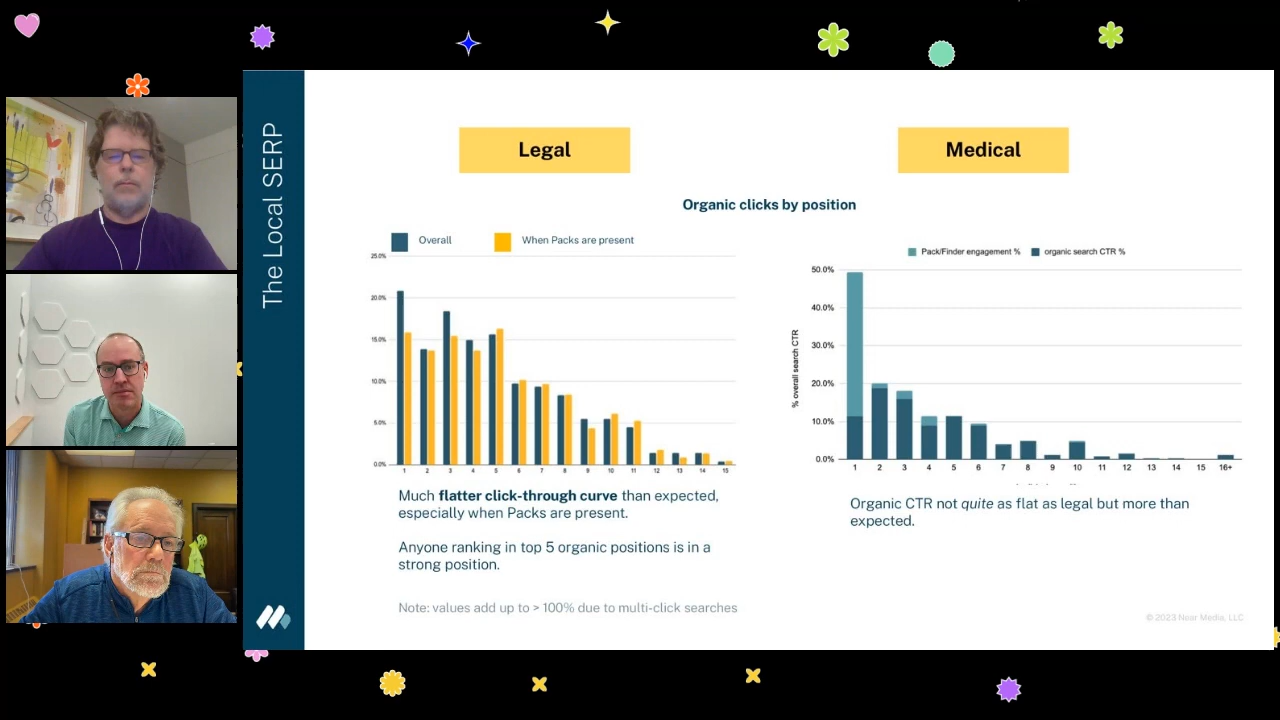 The Local SERP
Legal
Medical
Organic clicks by position
Overall
When Packs are present
25.0%
20.0%
15.0%
10.0%
5.0%
0.0%
1 2 3 4 5 6 7 8 9 10 11 12 13 14 15
Much flatter click-through curve than expected,
especially when Packs are present.
Anyone ranking in top 5 organic positions is in a
strong position.
Note: values add up to > 100% due to multi-click searches
Pack/Finder engagement %
organic search CTR %
% overall search CTR
50.0%
40.0%
30.0%
20.0%
10.0%
0.0%
1 2 3 4 5 6 7 8 9 10 11 12 13 14 15 16+
Organic CTR not quite as flat as legal but more than
expected.
© 2023 Near Media, LLC